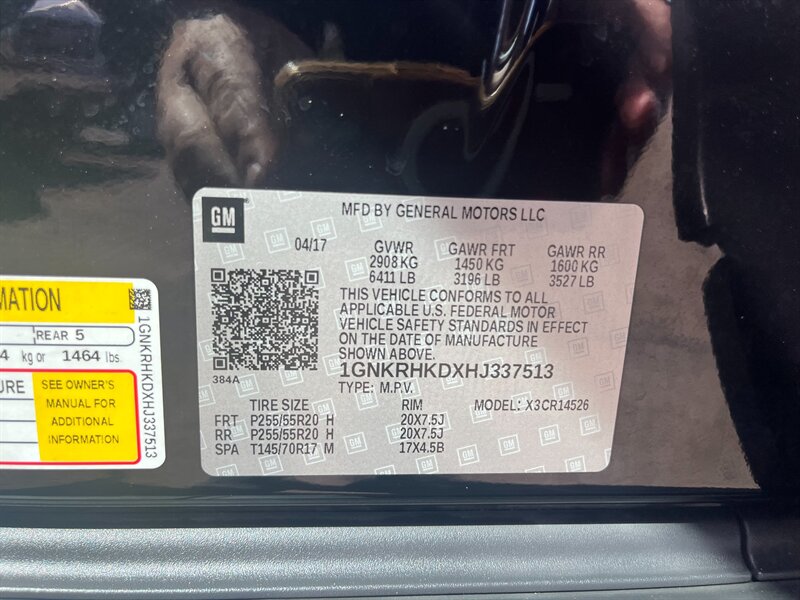 GM
MFD BY GENERAL MOTORS LLC
04/17
GVWR GAWR FRT GAWR RR
2908 KG 1450 KG 1600 KG
6411 LB 3196 LB 3527 LB
THIS VEHICLE CONFORMS TO ALL
APPLICABLE U.S. FEDERAL MOTOR
VEHICLE SAFETY STANDARDS IN EFFECT
ON THE DATE OF MANUFACTURE
SHOWN ABOVE.
384A
1GNKRHKDXHJ337513
TYPE: M.P.V.
TIRE SIZE RIM MODEL: X3CR14526
FRT P255/55R20 H 20X7.5J
RR P255/55R20 H 20X7.5J
SPA T145/70R17 M 17X4.5B
MATION
REAR 5
4 kg or 1464 lbs.
URE
SEE OWNER'S
MANUAL FOR
ADDITIONAL
INFORMATION
1GNKRHKDXHJ337513